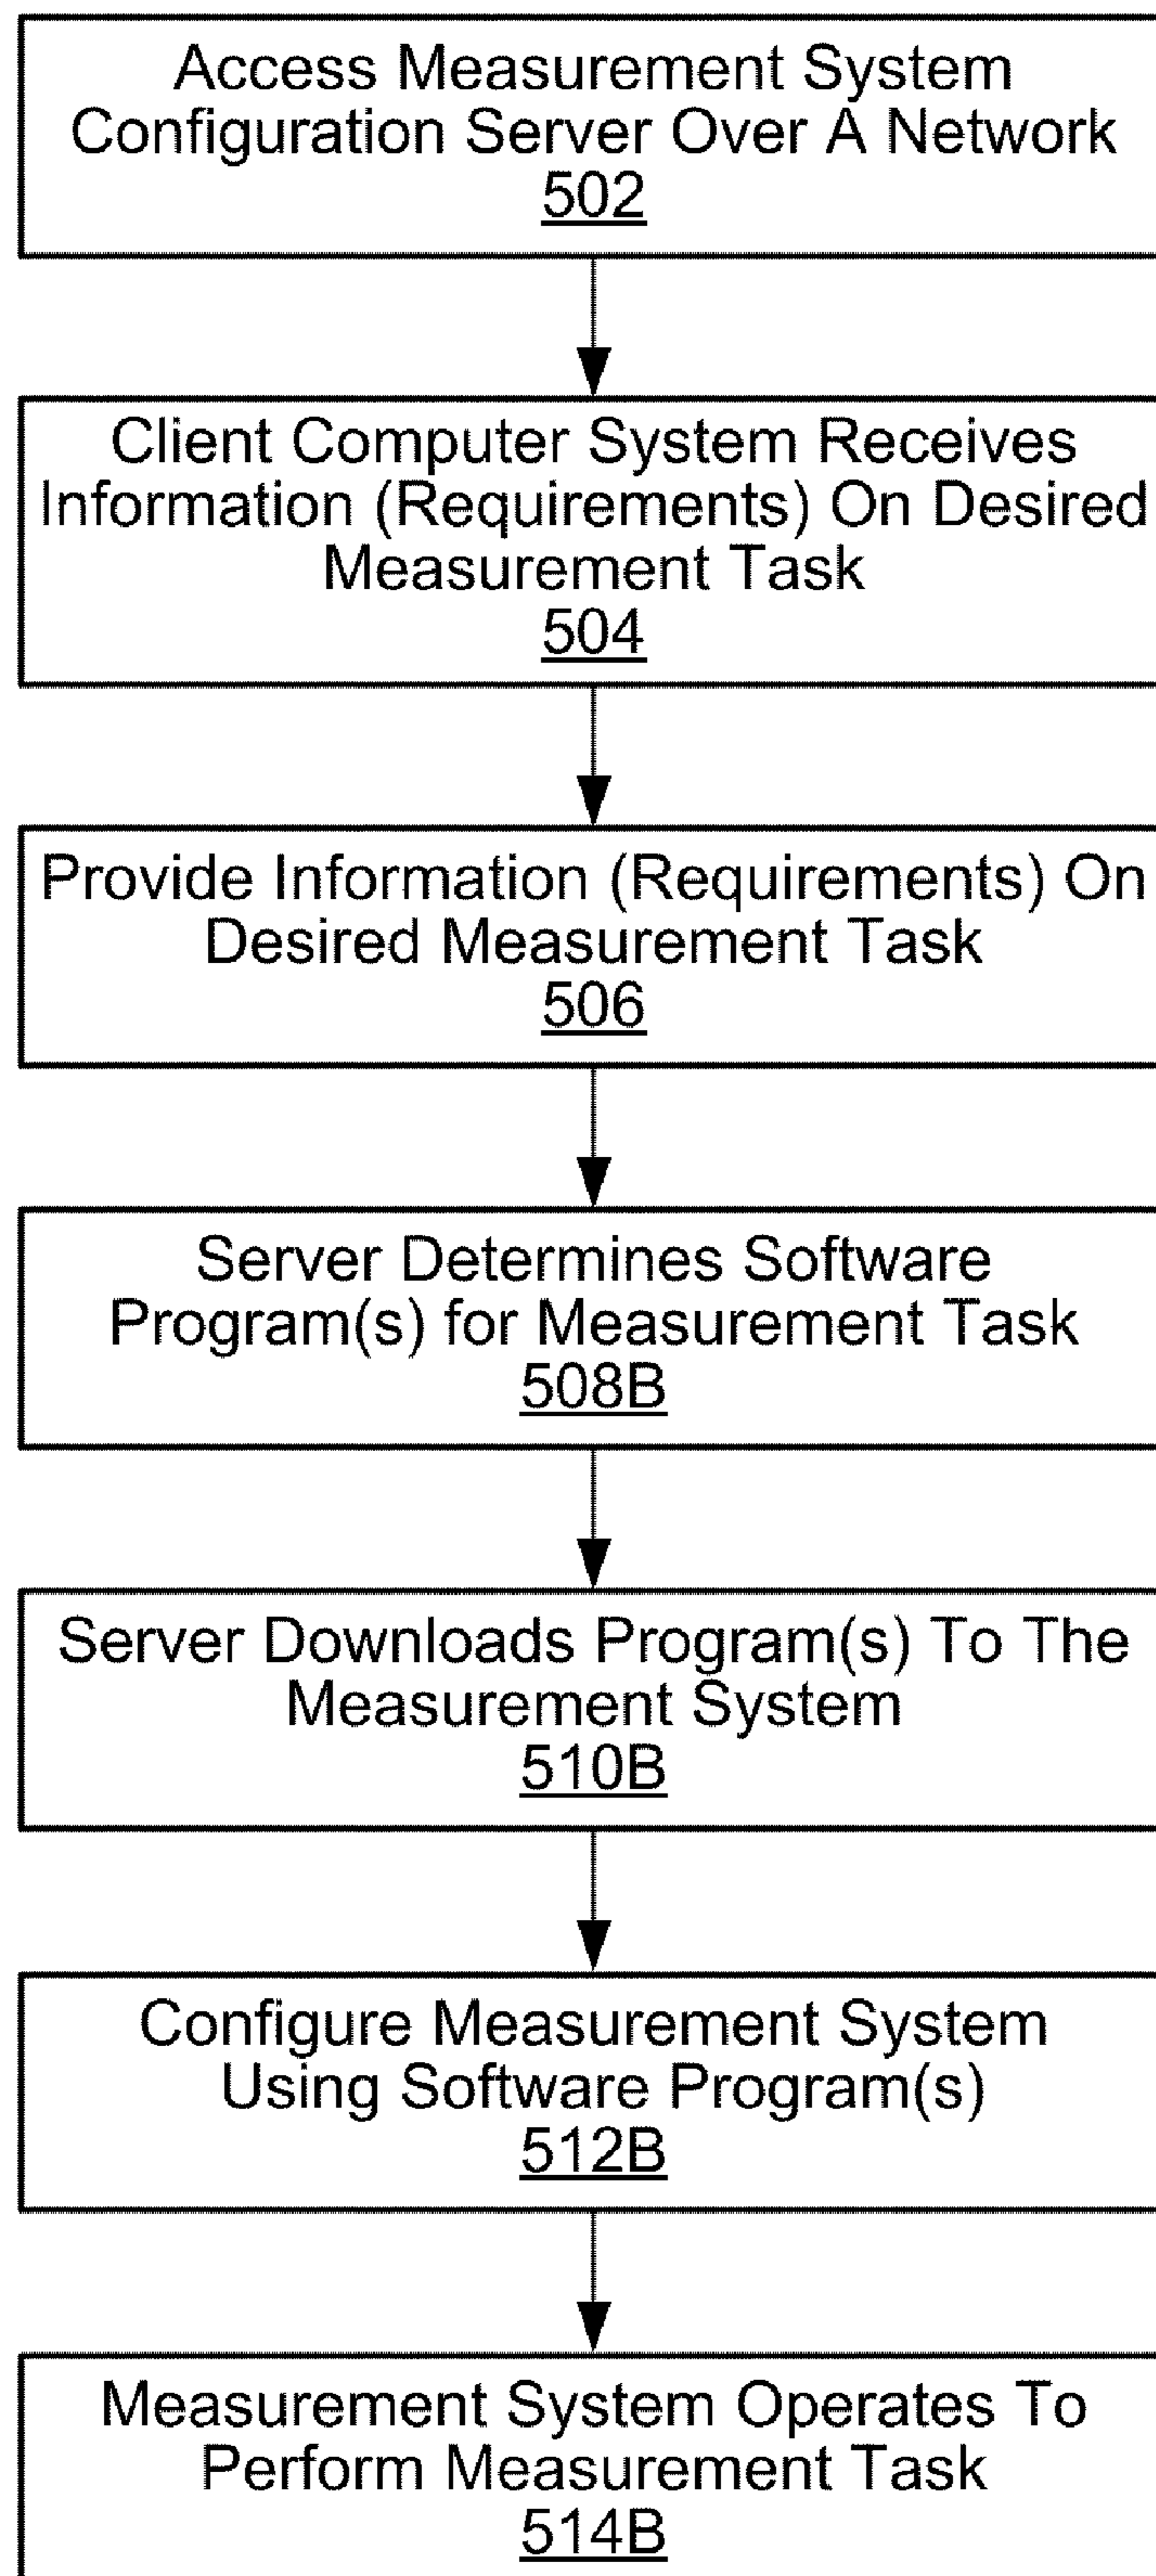 Access Measurement System
Configuration Server Over A Network
502
Client Computer System Receives
Information (Requirements) On Desired
Measurement Task
504
Provide Information (Requirements) On
Desired Measurement Task
506
Server Determines Software
Program(s) for Measurement Task
508B
Server Downloads Program(s) To The
Measurement System
510B
Configure Measurement System
Using Software Program(s)
512B
Measurement System Operates To
Perform Measurement Task
514B